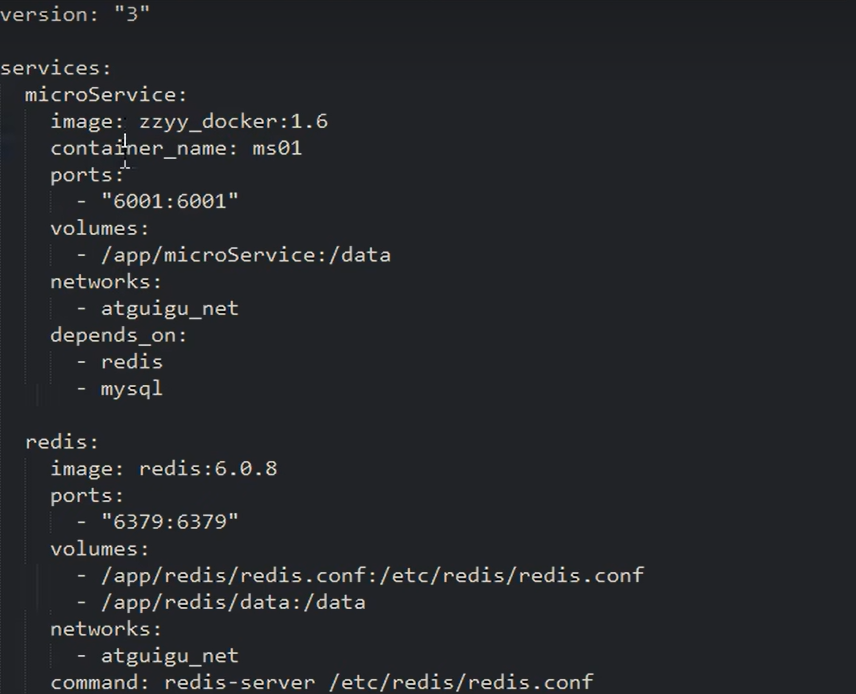 version: "3"

services:
  microService:
    image: zzyy_docker:1.6
    container_name: ms01
    ports:
      - "6001:6001"
    volumes:
      - /app/microService:/data
    networks:
      - atguigu_net
    depends_on:
      - redis
      - mysql

  redis:
    image: redis:6.0.8
    ports:
      - "6379:6379"
    volumes:
      - /app/redis/redis.conf:/etc/redis/redis.conf
      - /app/redis/data:/data
    networks:
      - atguigu_net
    command: redis-server /etc/redis/redis.conf